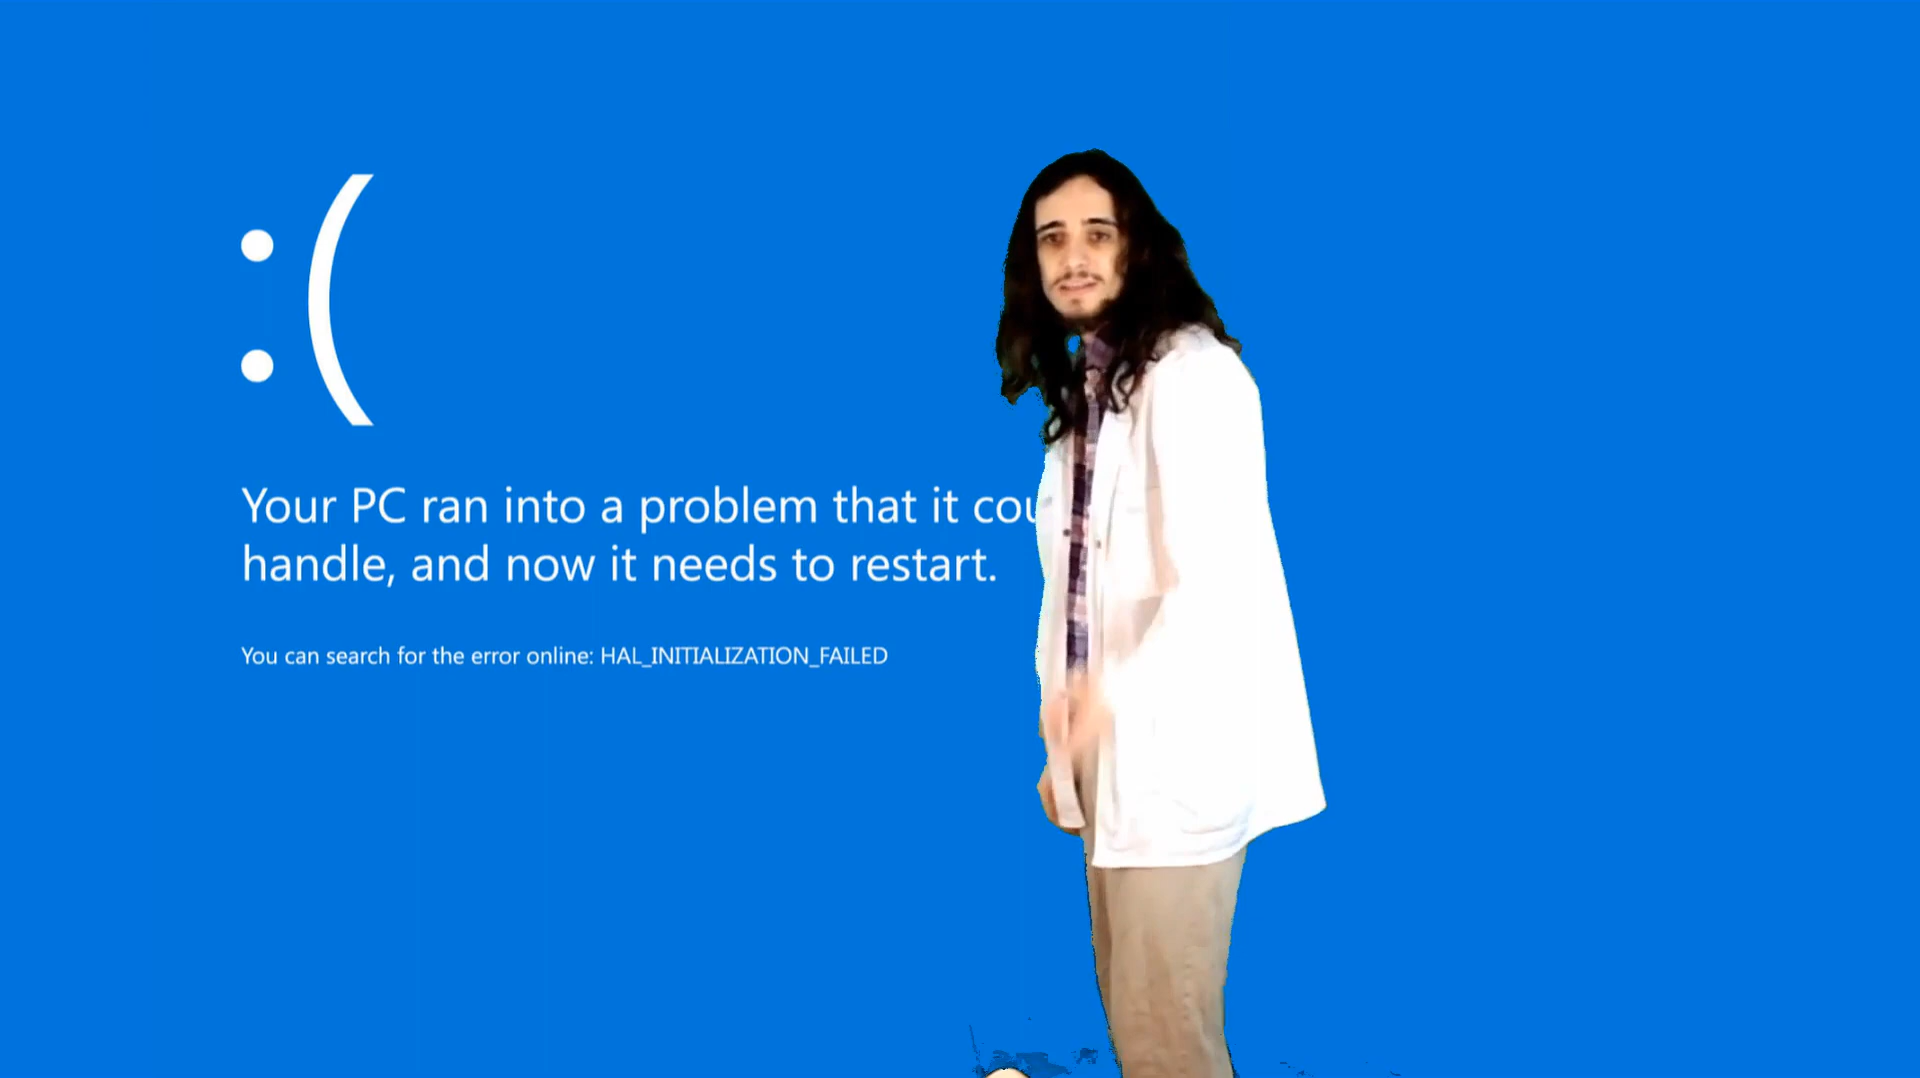 :(
Your PC ran into a problem that it
handle, and now it needs to restart.
You can search for the error online: HAL_INITIALIZATION_FAILED